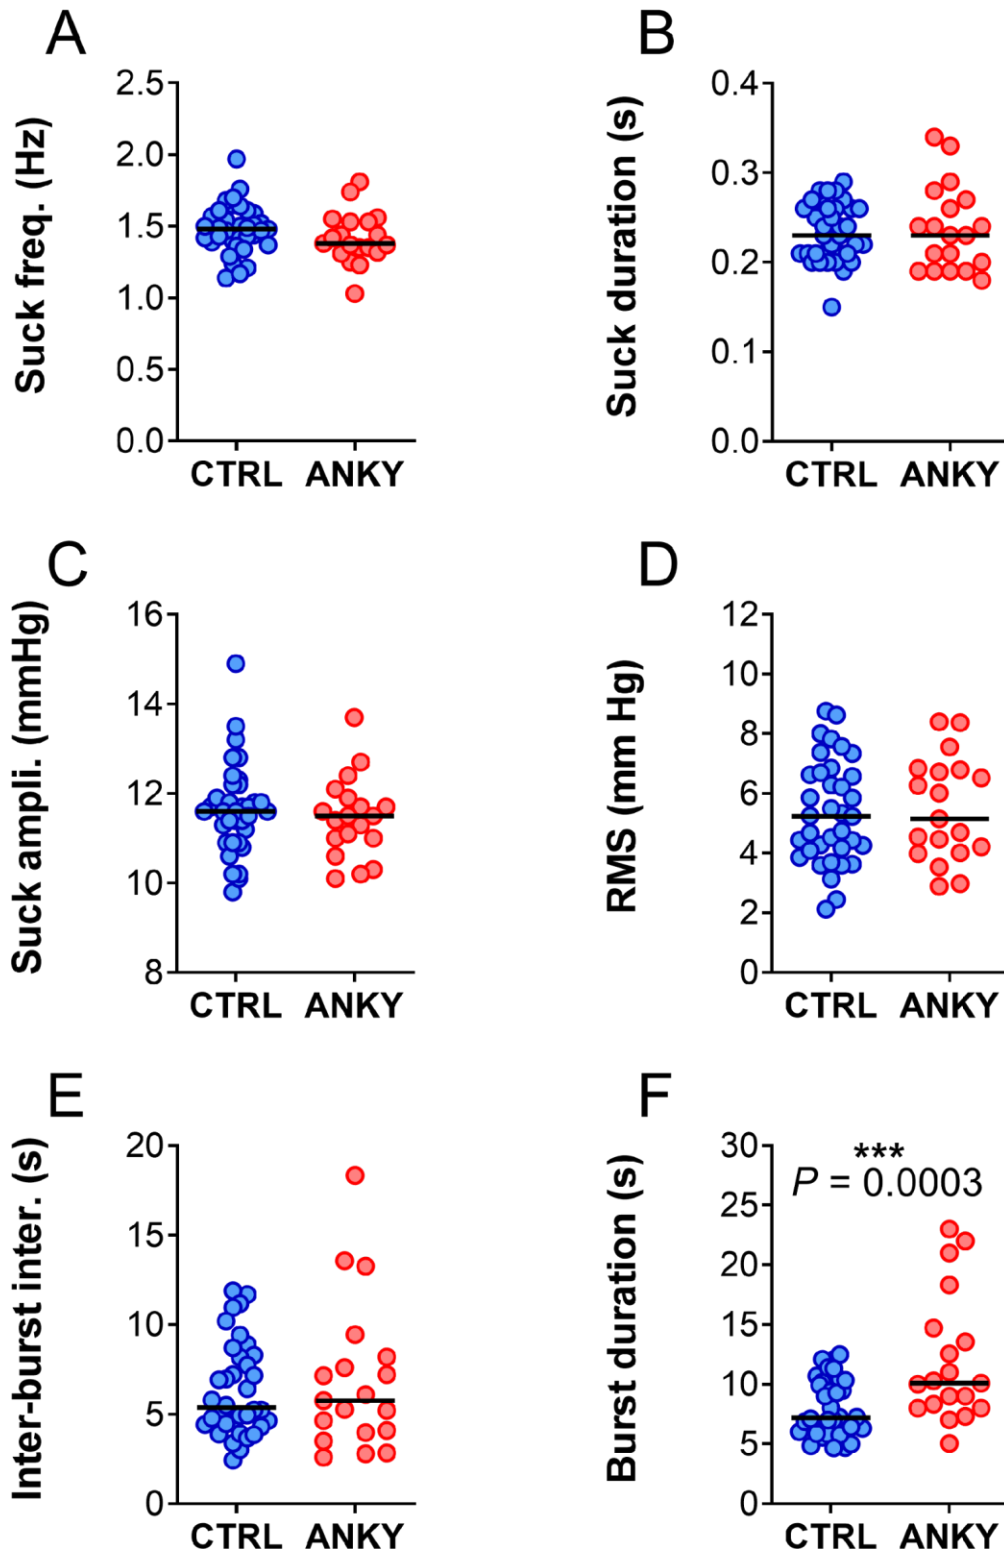 A
Suck freq. (Hz)
2.5
2.0
1.5
1.0
0.5
0.0
CTRL ANKY
B
Suck duration (s)
0.4
0.3
0.2
0.1
0.0
CTRL ANKY
C
Suck ampli. (mmHg)
16
14
12
10
8
CTRL ANKY
D
RMS (mm Hg)
12
10
8
6
4
2
0
CTRL ANKY
E
Inter-burst inter. (s)
20
15
10
5
0
CTRL ANKY
F
Burst duration (s)
30
25
20
15
10
5
0
***
P = 0.0003
CTRL ANKY